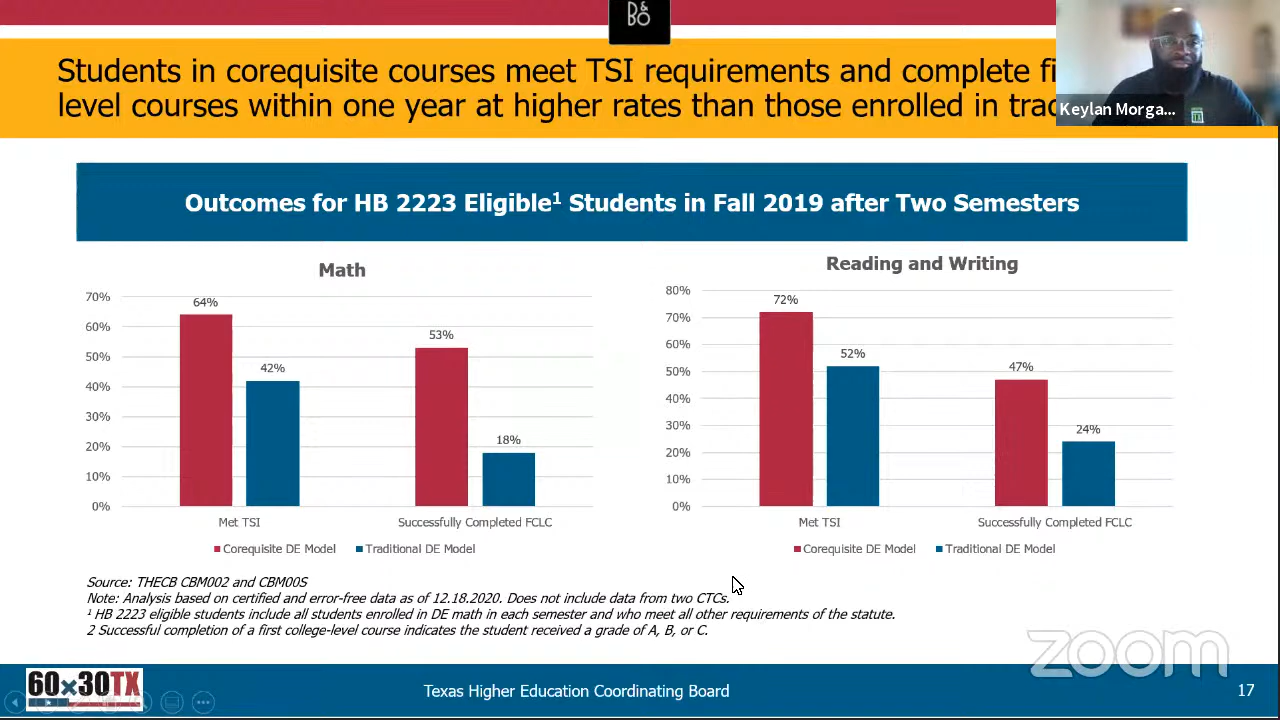 B&O
Students in corequisite courses meet TSI requirements and complete
level courses within one year at higher rates than those enrolled in
Keylan Morga...
Outcomes for HB 2223 Eligible¹ Students in Fall 2019 after Two Semesters
Math
70%
60%
50%
40%
30%
20%
10%
0%
64%
42%
53%
18%
Met TSI
Successfully Completed FCLC
Corequisite DE Model
Traditional DE Model
Reading and Writing
80%
70%
60%
50%
40%
30%
20%
10%
0%
72%
52%
47%
24%
Met TSI
Successfully Completed FCLC
Corequisite DE Model
Traditional DE Model
Source: THECB CBM002 and CBM00S
Note: Analysis based on certified and error-free data as of 12.18.2020. Does not include data from two CTCs.
¹ HB 2223 eligible students include all students enrolled in DE math in each semester and who meet all other requirements of the statute.
2 Successful completion of a first college-level course indicates the student received a grade of A, B, or C.
zoom
60x30TX
Texas Higher Education Coordinating Board
17